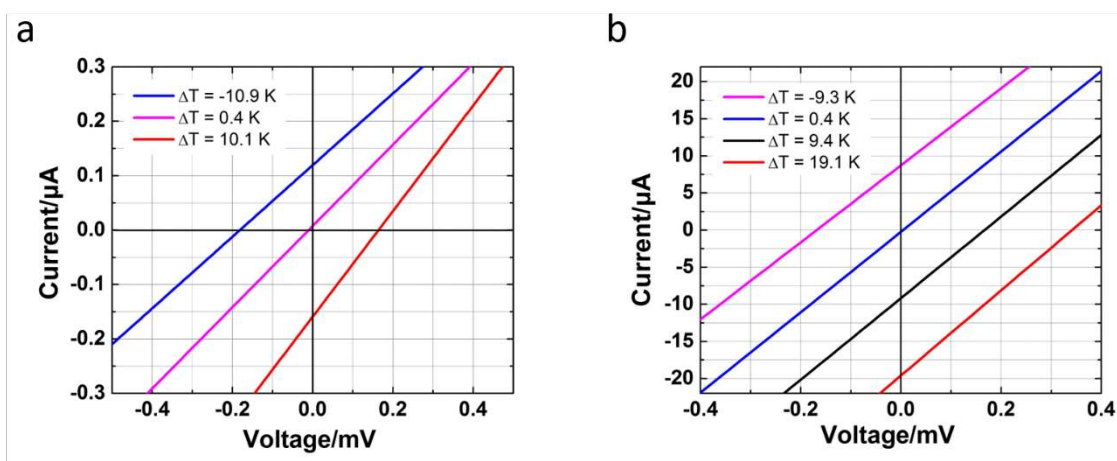 a
0.3
0.2
0.1
0.0
-0.1
-0.2
-0.3
Current/µA
ΔT = -10.9 K
ΔT = 0.4 K
ΔT = 10.1 K
-0.4 -0.2 0.0 0.2 0.4
Voltage/mV
b
20
15
10
5
0
-5
-10
-15
-20
Current/µA
ΔT = -9.3 K
ΔT = 0.4 K
ΔT = 9.4 K
ΔT = 19.1 K
-0.4 -0.2 0.0 0.2 0.4
Voltage/mV